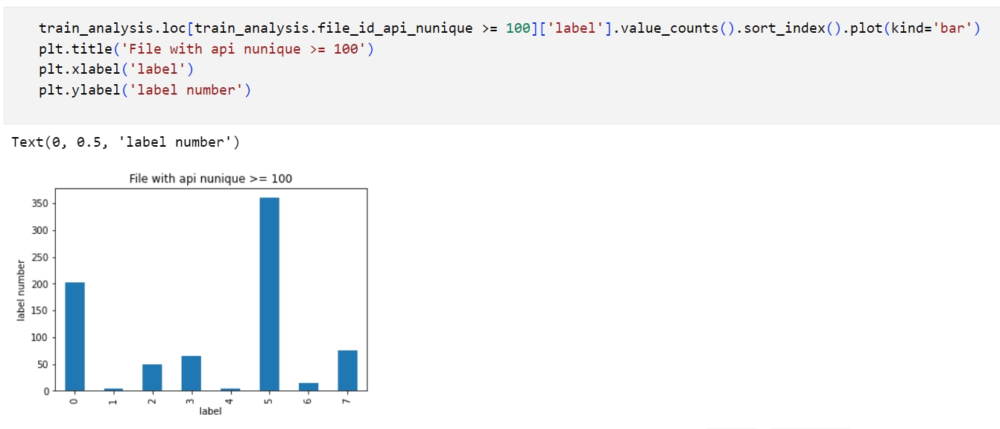 train_analysis.loc[train_analysis.file_id_api_nunique >= 100]['label'].value_counts().sort_index().plot(kind='bar')
plt.title('File with api nunique >= 100')
plt.xlabel('label')
plt.ylabel('label number')
Text(0, 0.5, 'label number')
File with api nunique >= 100
350
300
250
200
150
100
50
0
label number
0 1 2 3 4 5 6 7
label